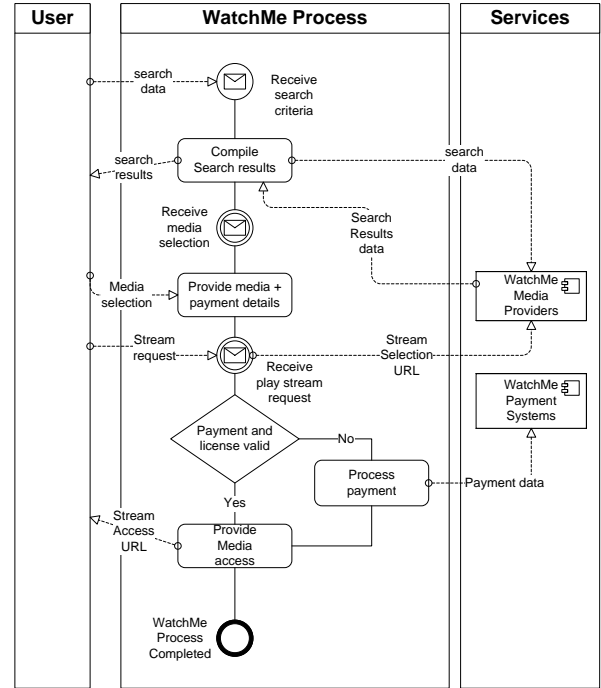 User
WatchMe Process
Services
search
data
Receive
search
criteria
Compile
Search results
search
results
search
data
Receive
media
selection
Search
Results
data
Media
selection
Provide media +
payment details
WatchMe
Media
Providers
Stream
request
Receive
play stream
request
Stream
Selection
URL
WatchMe
Payment
Systems
Payment and
license valid
No
Process
payment
Payment data
Yes
Stream
Access
URL
Provide
Media
access
WatchMe
Process
Completed